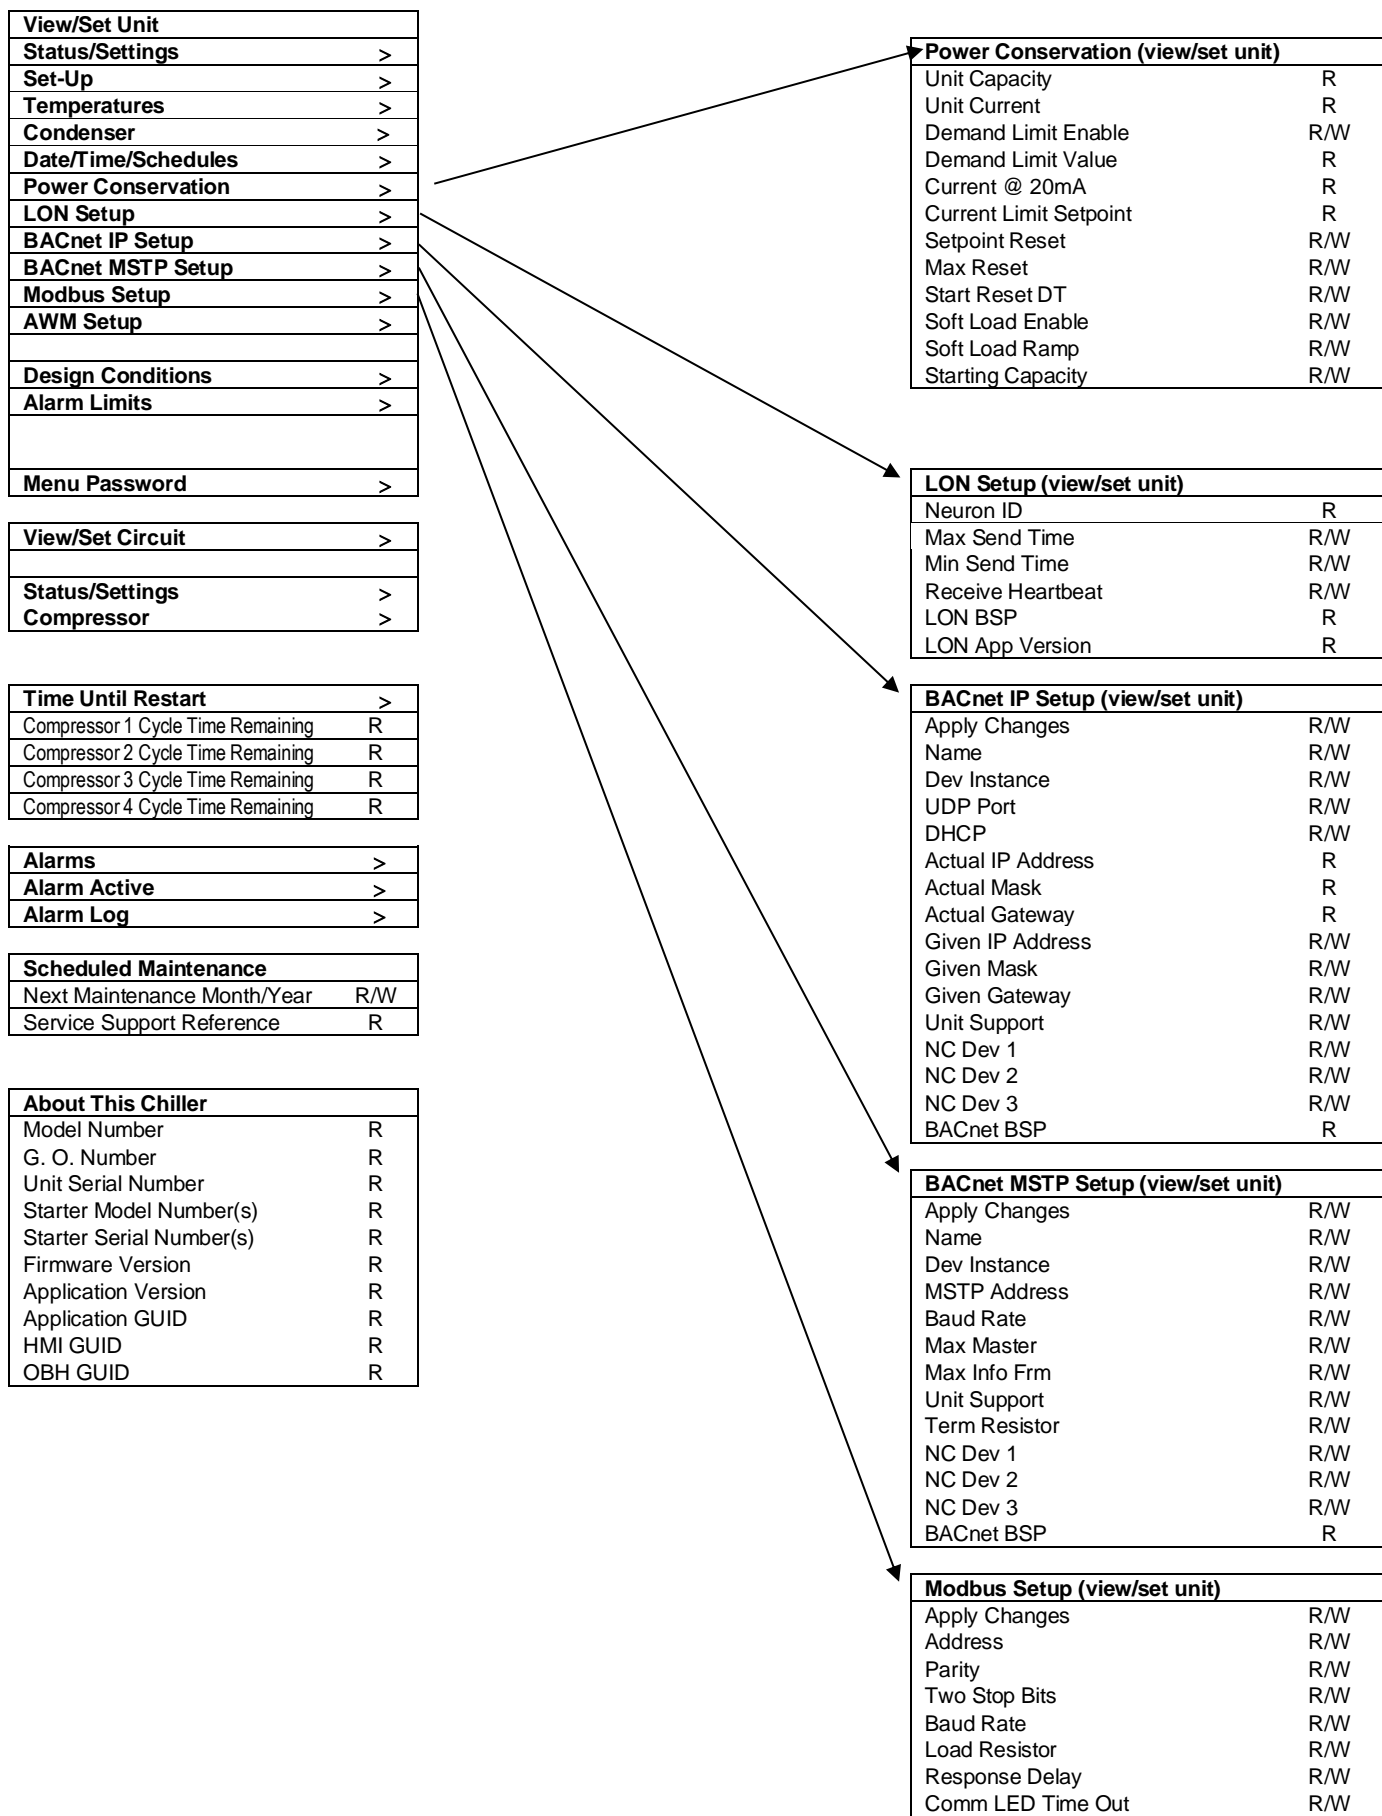 View/Set Unit
Status/Settings >
Set-Up >
Temperatures >
Condenser >
Date/Time/Schedules >
Power Conservation >
LON Setup >
BACnet IP Setup >
BACnet MSTP Setup >
Modbus Setup >
AWM Setup >
Design Conditions >
Alarm Limits >
Menu Password >
View/Set Circuit >
Status/Settings >
Compressor >
Time Until Restart >
Compressor 1 Cycle Time Remaining R
Compressor 2 Cycle Time Remaining R
Compressor 3 Cycle Time Remaining R
Compressor 4 Cycle Time Remaining R
Alarms >
Alarm Active >
Alarm Log >
Scheduled Maintenance
Next Maintenance Month/Year R/W
Service Support Reference R
About This Chiller
Model Number R
G. O. Number R
Unit Serial Number R
Starter Model Number(s) R
Starter Serial Number(s) R
Firmware Version R
Application Version R
Application GUID R
HMI GUID R
OBH GUID R
Power Conservation (view/set unit)
Unit Capacity R
Unit Current R
Demand Limit Enable R/W
Demand Limit Value R
Current @ 20mA R
Current Limit Setpoint R
Setpoint Reset R/W
Max Reset R/W
Start Reset DT R/W
Soft Load Enable R/W
Soft Load Ramp R/W
Starting Capacity R/W
LON Setup (view/set unit)
Neuron ID R
Max Send Time R/W
Min Send Time R/W
Receive Heartbeat R/W
LON BSP R
LON App Version R
BACnet IP Setup (view/set unit)
Apply Changes R/W
Name R/W
Dev Instance R/W
UDP Port R/W
DHCP R/W
Actual IP Address R
Actual Mask R
Actual Gateway R
Given IP Address R/W
Given Mask R/W
Given Gateway R/W
Unit Support R/W
NC Dev 1 R/W
NC Dev 2 R/W
NC Dev 3 R/W
BACnet BSP R
BACnet MSTP Setup (view/set unit)
Apply Changes R/W
Name R/W
Dev Instance R/W
MSTP Address R/W
Baud Rate R/W
Max Master R/W
Max Info Frm R/W
Unit Support R/W
Term Resistor R/W
NC Dev 1 R/W
NC Dev 2 R/W
NC Dev 3 R/W
BACnet BSP R
Modbus Setup (view/set unit)
Apply Changes R/W
Address R/W
Parity R/W
Two Stop Bits R/W
Baud Rate R/W
Load Resistor R/W
Response Delay R/W
Comm LED Time Out R/W